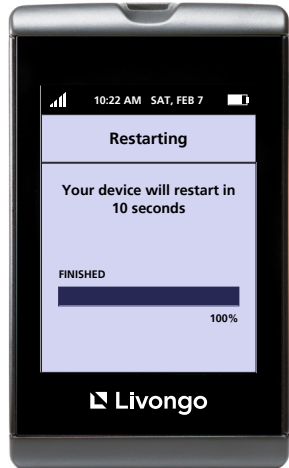 10:22 AM SAT, FEB 7
Restarting
Your device will restart in
10 seconds
FINISHED
100%
Livongo